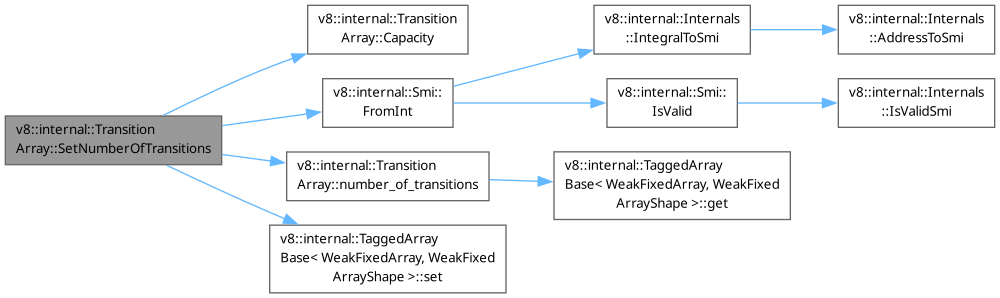 v8::internal::Transition
Array::SetNumberOfTransitions
v8::internal::Transition
Array::Capacity
v8::internal::Smi::
FromInt
v8::internal::Internals
::IntegralToSmi
v8::internal::Internals
::AddressToSmi
v8::internal::Smi::
IsValid
v8::internal::Internals
::IsValidSmi
v8::internal::Transition
Array::number_of_transitions
v8::internal::TaggedArray
Base< WeakFixedArray, WeakFixed
ArrayShape >::get
v8::internal::TaggedArray
Base< WeakFixedArray, WeakFixed
ArrayShape >::set